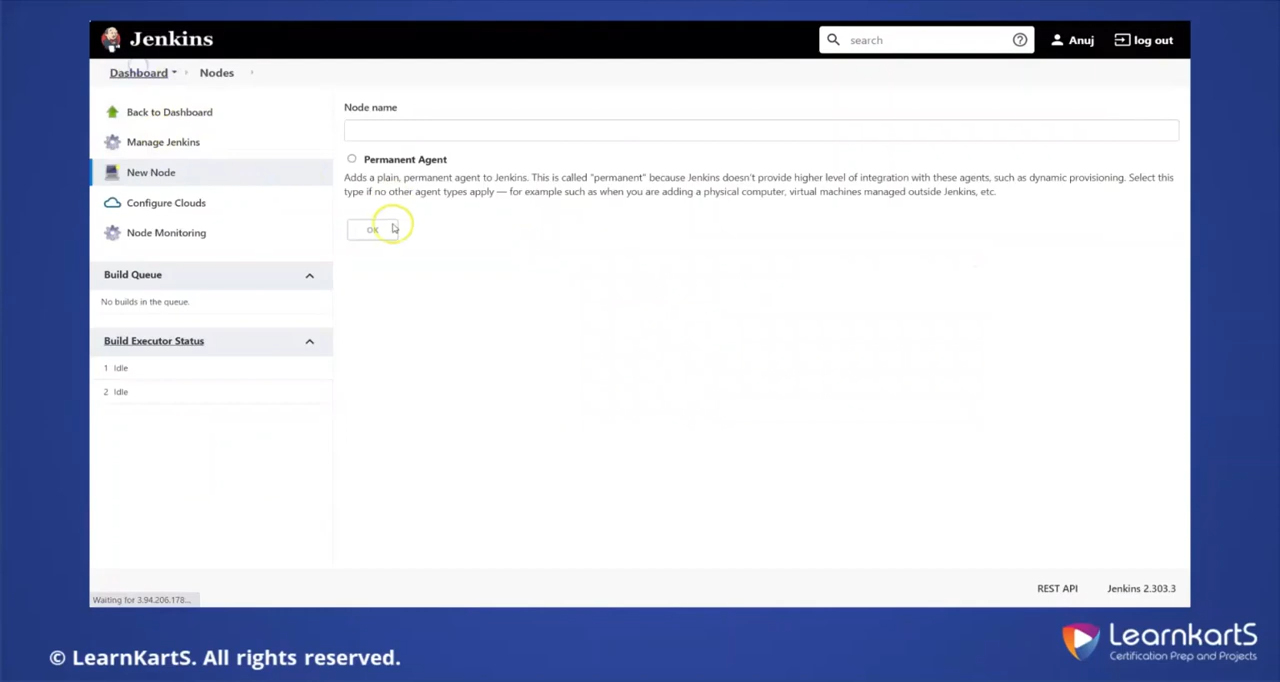 Jenkins
search
Anuj
log out
Dashboard
Nodes
Back to Dashboard
Manage Jenkins
New Node
Configure Clouds
Node Monitoring
Build Queue
No builds in the queue.
Build Executor Status
1 Idle
2 Idle
Node name
Permanent Agent
Adds a plain, permanent agent to Jenkins. This is called "permanent" because Jenkins doesn't provide higher level of integration with these agents, such as dynamic provisioning. Select this
type if no other agent types apply — for example such as when you are adding a physical computer, virtual machines managed outside Jenkins, etc.
OK
REST API
Jenkins 2.303.3
Waiting for 3.94.206.178...
© LearnKartS. All rights reserved.
LearnkartS
Certification Prep and Projects